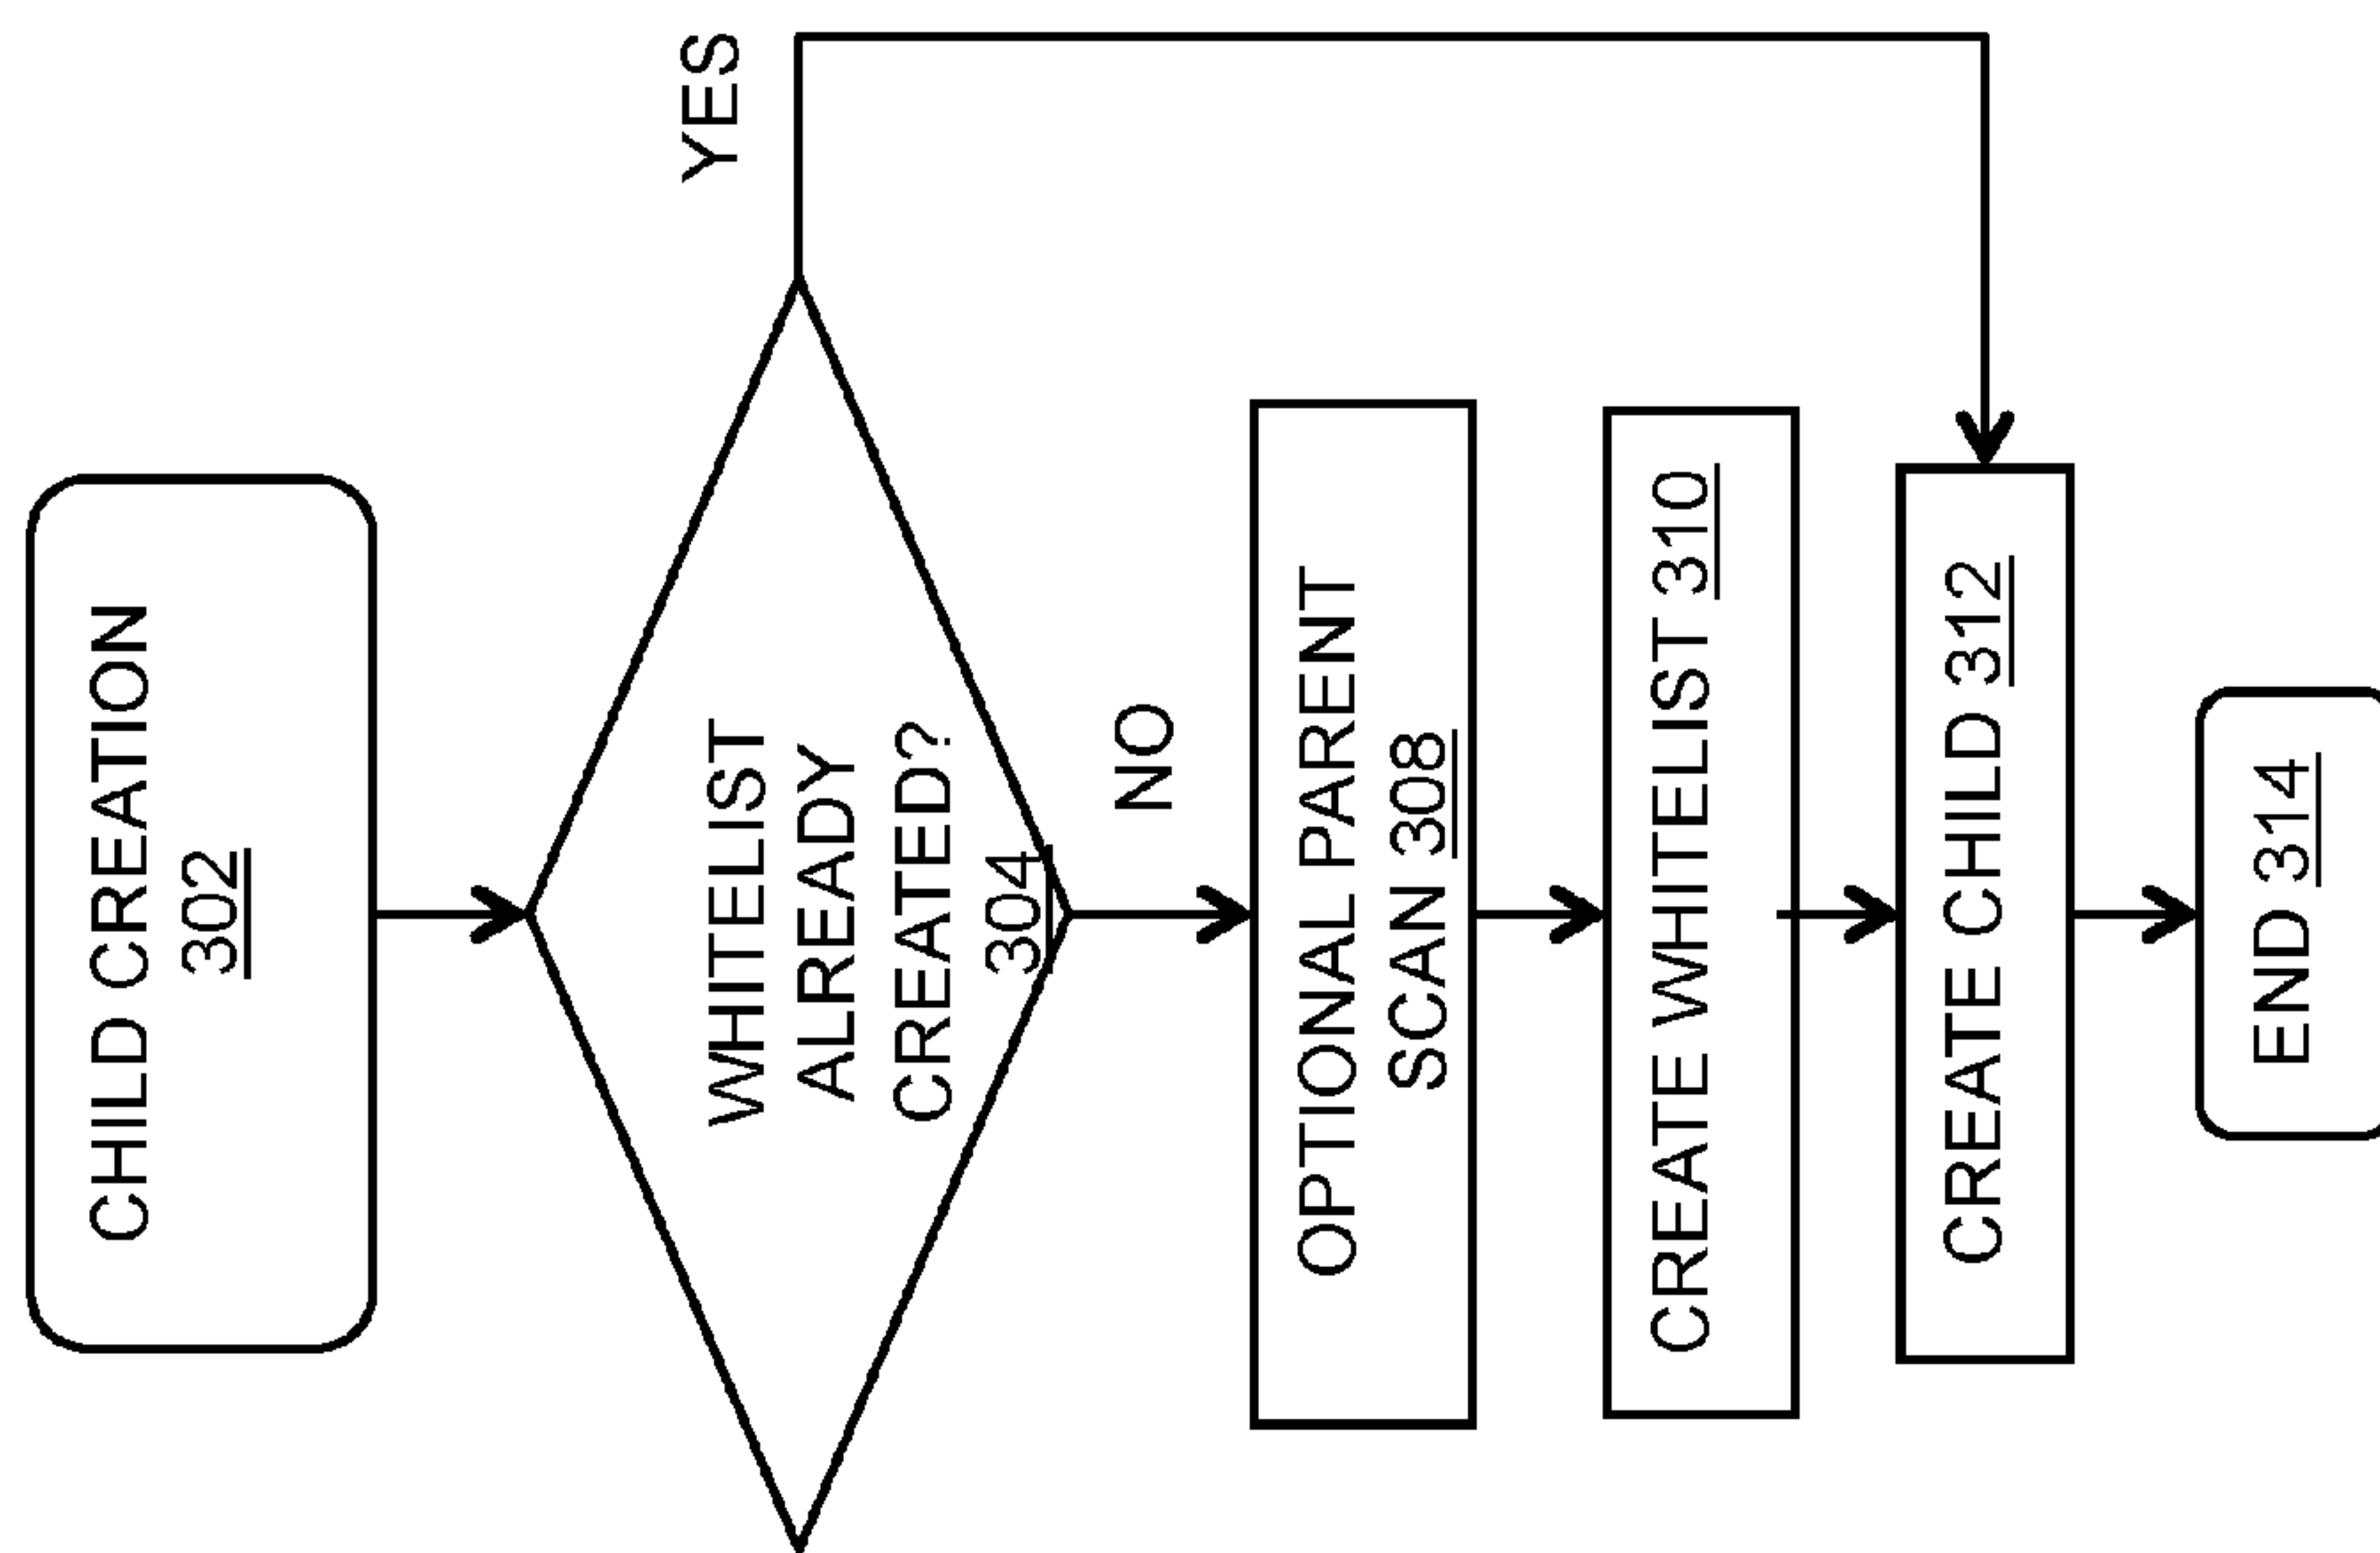 CHILD CREATION
302
WHITELIST
ALREADY
CREATED?
304
YES
NO
OPTIONAL PARENT
SCAN 308
CREATE WHITELIST 310
CREATE CHILD 312
END 314